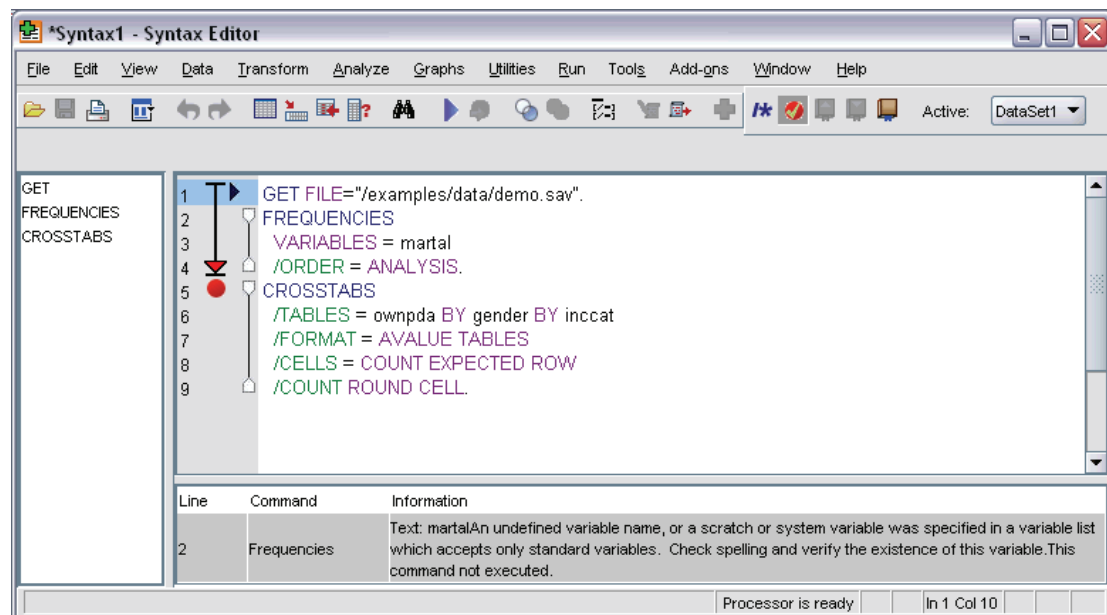 *Syntax1 - Syntax Editor
File Edit View Data Transform Analyze Graphs Utilities Run Tools Add-ons Window Help
/* Active: DataSet1
GET
FREQUENCIES
CROSSTABS
1 GET FILE="/examples/data/demo.sav".
2 FREQUENCIES
3 VARIABLES = martal
4 /ORDER = ANALYSIS.
5 CROSSTABS
6 /TABLES = ownpda BY gender BY inccat
7 /FORMAT = AVALUE TABLES
8 /CELLS = COUNT EXPECTED ROW
9 /COUNT ROUND CELL.
Line Command Information
Text: martalAn undefined variable name, or a scratch or system variable was specified in a variable list
2 Frequencies which accepts only standard variables. Check spelling and verify the existence of this variable.This
command not executed.
Processor is ready In 1 Col 10